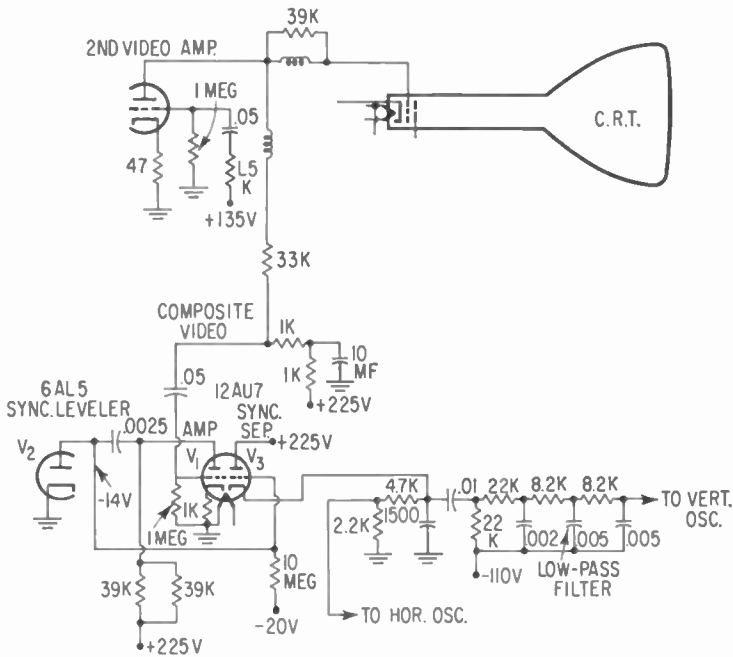 39K
2ND VIDEO AMP.
1 MEG
.05
C.R.T.
47
L5
K
+135V
33K
COMPOSITE
VIDEO
1K
10
MF
1K
+225V
.05
6AL5
SYNC. LEVELER
12AU7
SYNC.
SEP.
.0025
AMP
+225V
V2
V1
V3
-14V
4.7K
.01
22K
8.2K
8.2K
TO VERT.
OSC.
1K
1500
2.2K
22
K
.002
.005
.005
1 MEG
10
MEG
-110V
LOW-PASS
FILTER
39K
39K
-20V
TO HOR. OSC.
+225V